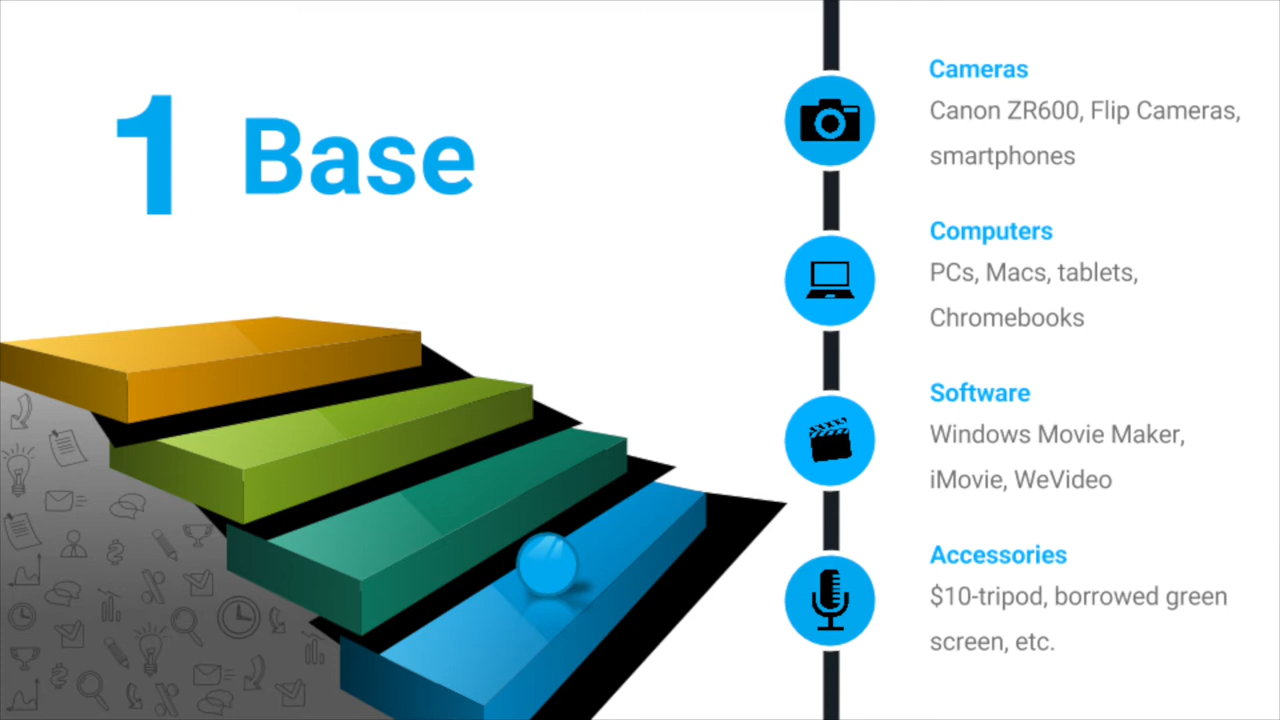 1 Base
Cameras
Canon ZR600, Flip Cameras,
smartphones
Computers
PCs, Macs, tablets,
Chromebooks
Software
Windows Movie Maker,
iMovie, WeVideo
Accessories
$10-tripod, borrowed green
screen, etc.